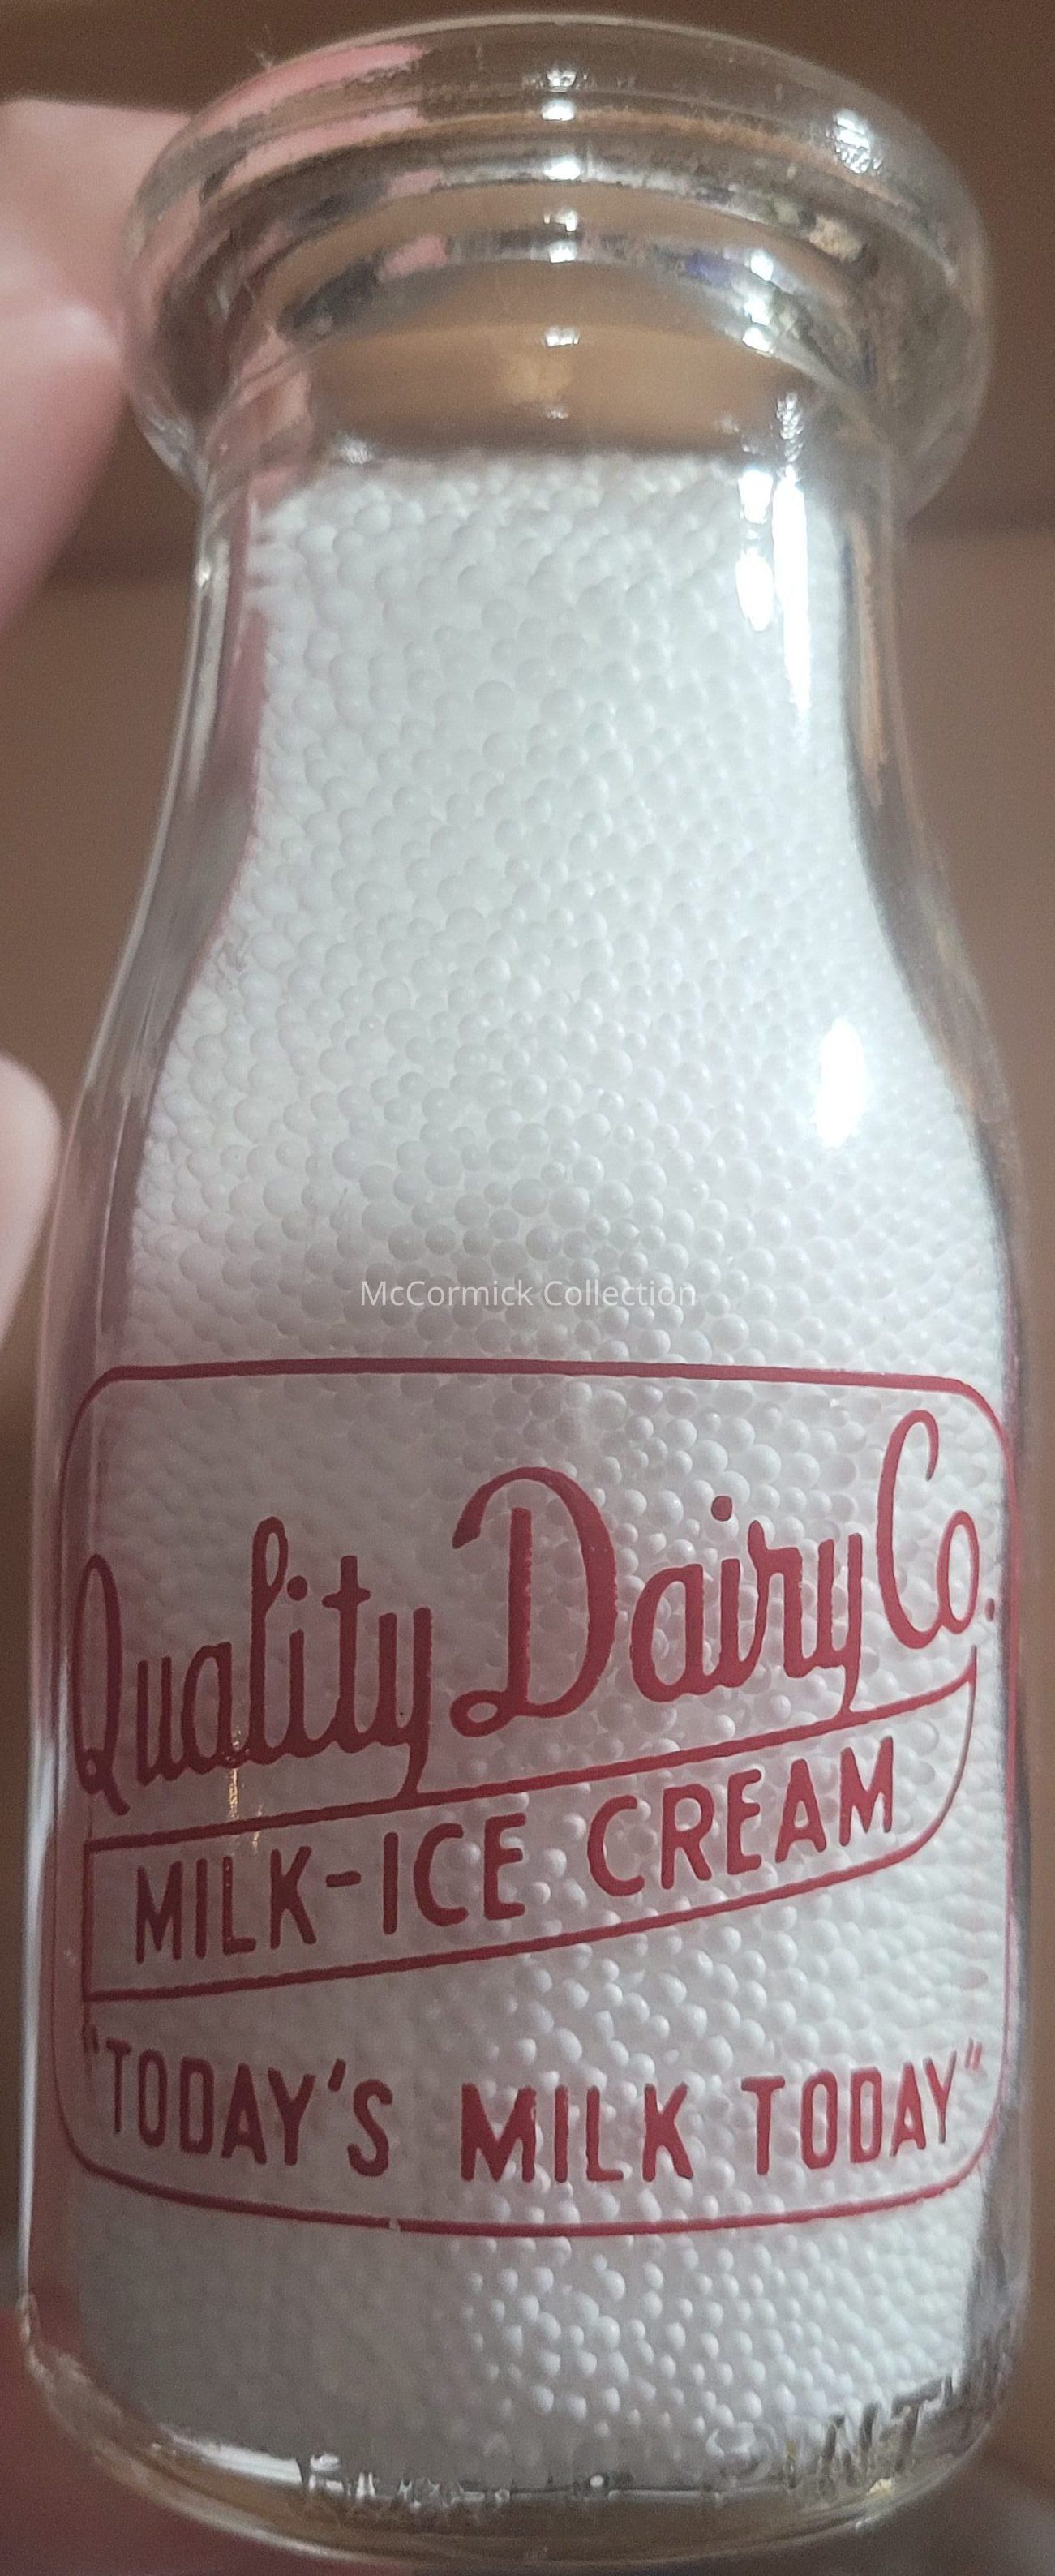 McCormick Collection
Quality Dairy Co.
MILK-ICE CREAM
"TODAY'S MILK TODAY"